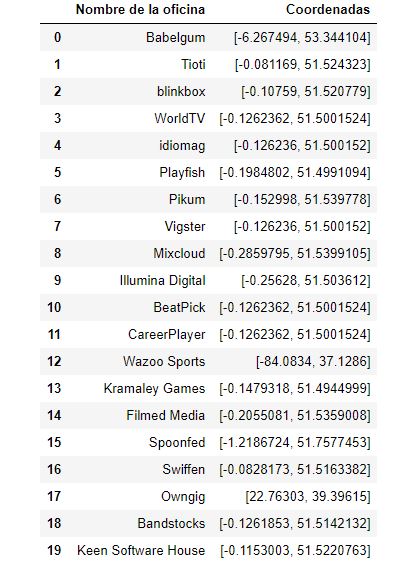 Nombre de la oficina Coordenadas
0 Babelgum [-6.267494, 53.344104]
1 Tioti [-0.081169, 51.524323]
2 blinkbox [-0.10759, 51.520779]
3 WorldTV [-0.1262362, 51.5001524]
4 idiomag [-0.126236, 51.500152]
5 Playfish [-0.1984802, 51.4991094]
6 Pikum [-0.152998, 51.539778]
7 Vigster [-0.126236, 51.500152]
8 Mixcloud [-0.2859795, 51.5399105]
9 Illumina Digital [-0.25628, 51.503612]
10 BeatPick [-0.1262362, 51.5001524]
11 CareerPlayer [-0.1262362, 51.5001524]
12 Wazoo Sports [-84.0834, 37.1286]
13 Kramaley Games [-0.1479318, 51.4944999]
14 Filmed Media [-0.2055081, 51.5359008]
15 Spoonfed [-1.2186724, 51.7577453]
16 Swiffen [-0.0828173, 51.5163382]
17 Owngig [22.76303, 39.39615]
18 Bandstocks [-0.1261853, 51.5142132]
19 Keen Software House [-0.1153003, 51.5220763]